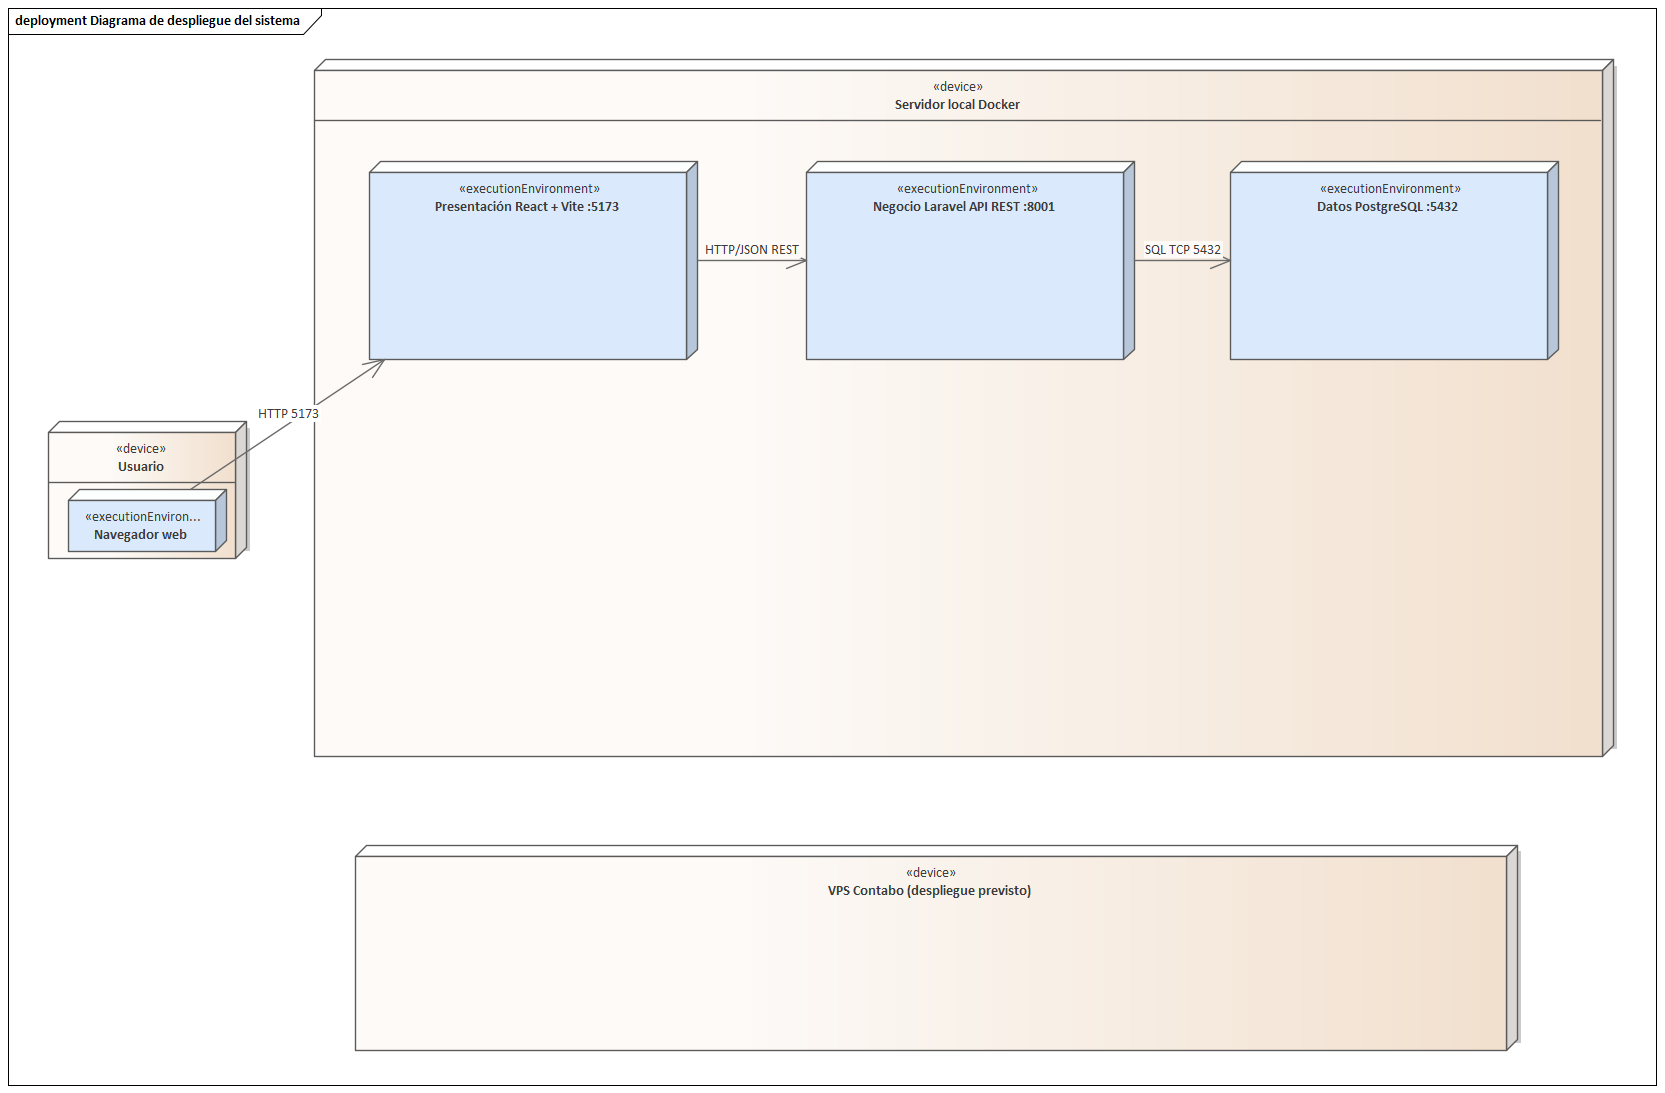 deployment Diagrama de despliegue del sistema
«device»
Servidor local Docker
«executionEnvironment»
Presentación React + Vite :5173
«executionEnvironment»
Negocio Laravel API REST :8001
«executionEnvironment»
Datos PostgreSQL :5432
HTTP/JSON REST
SQL TCP 5432
HTTP 5173
«device»
Usuario
«executionEnviron...
Navegador web
«device»
VPS Contabo (despliegue previsto)